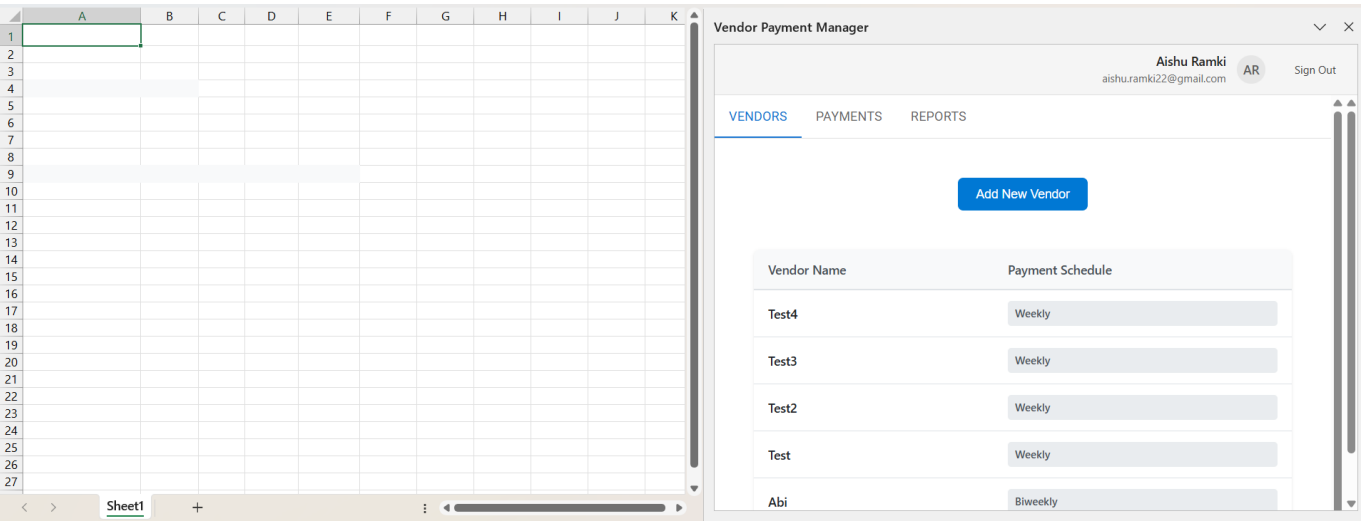 A B C D E F G H I J K
1
2
3
4
5
6
7
8
9
10
11
12
13
14
15
16
17
18
19
20
21
22
23
24
25
26
27
Sheet1
Vendor Payment Manager
Aishu Ramki
aishu.ramki22@gmail.com
AR
Sign Out
VENDORS PAYMENTS REPORTS
Add New Vendor
Vendor Name Payment Schedule
Test4 Weekly
Test3 Weekly
Test2 Weekly
Test Weekly
Abi Biweekly